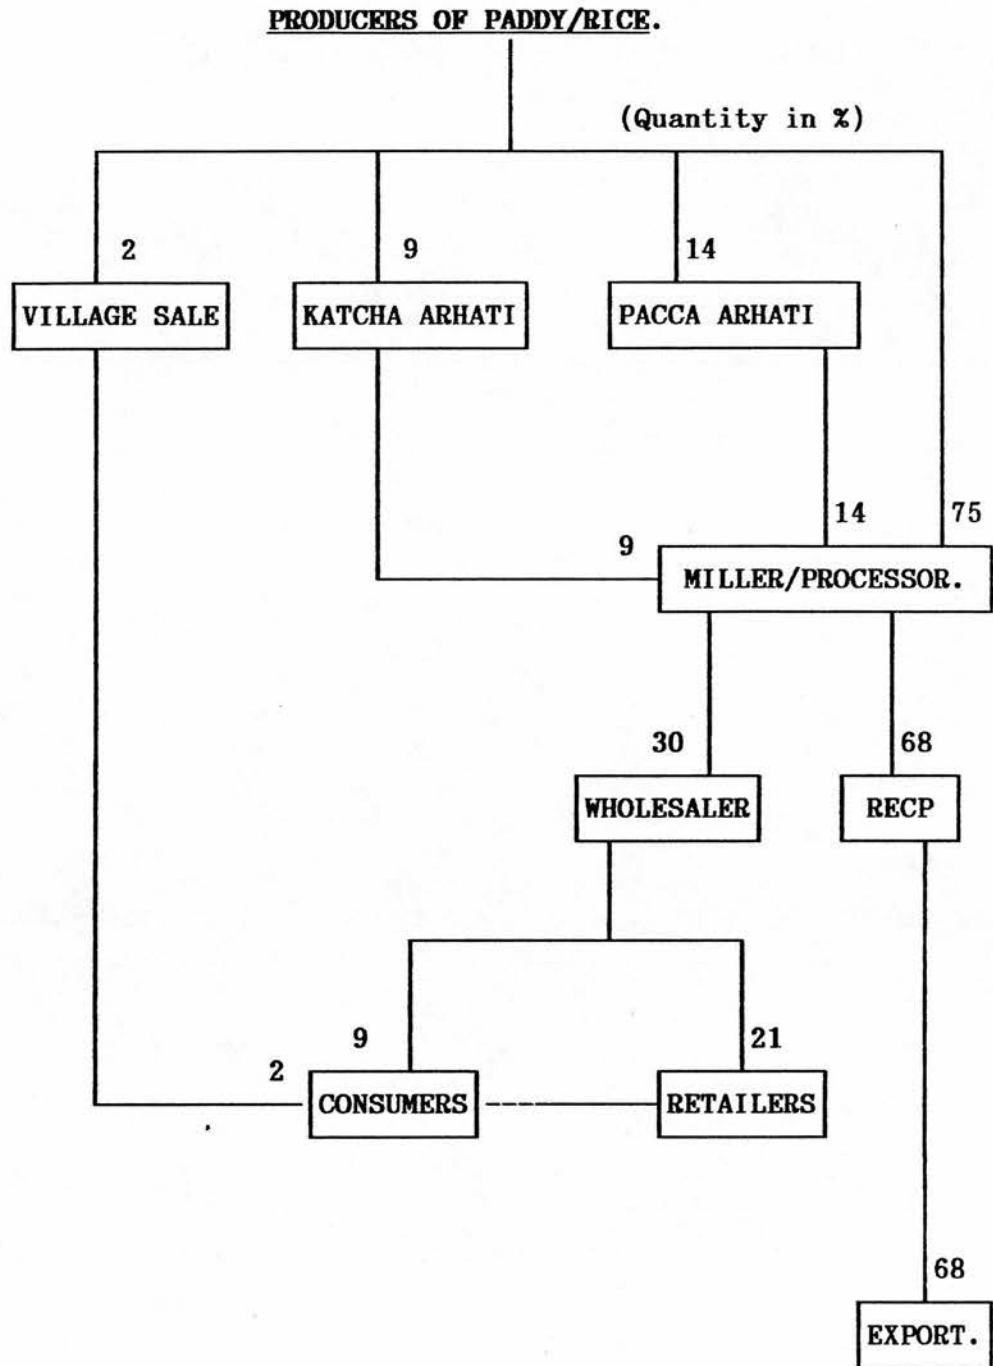 PRODUCERS OF PADDY/RICE.
(Quantity in %)
2 9 14
VILLAGE SALE KATCHA ARHATI PACCA ARHATI
14 75
9
MILLER/PROCESSOR.
30 68
WHOLESALER RECP
9 21
2
CONSUMERS RETAILERS
68
EXPORT.